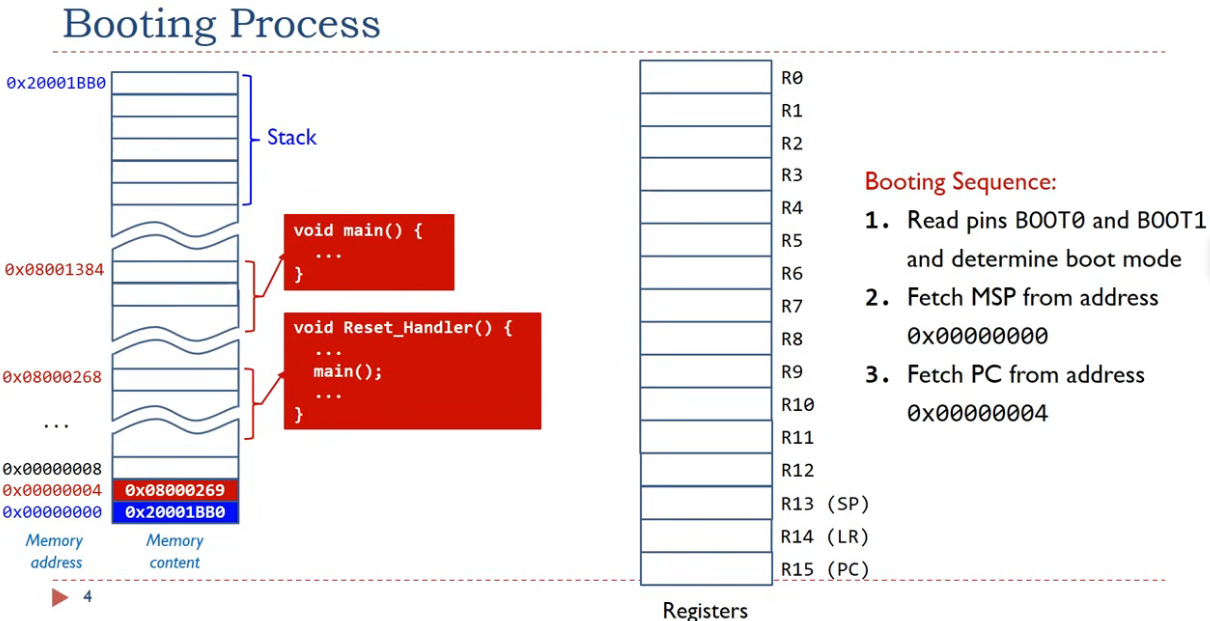 Booting Process
0x20001BB0
Stack
void main() {
...
}
0x08001384
void Reset_Handler() {
...
main();
...
}
0x08000268
...
0x00000008
0x00000004 0x08000269
0x00000000 0x20001BB0
Memory
address
Memory
content
R0
R1
R2
R3
R4
R5
R6
R7
R8
R9
R10
R11
R12
R13 (SP)
R14 (LR)
R15 (PC)
Registers
Booting Sequence:
1. Read pins BOOT0 and BOOT1
and determine boot mode
2. Fetch MSP from address
0x00000000
3. Fetch PC from address
0x00000004
4